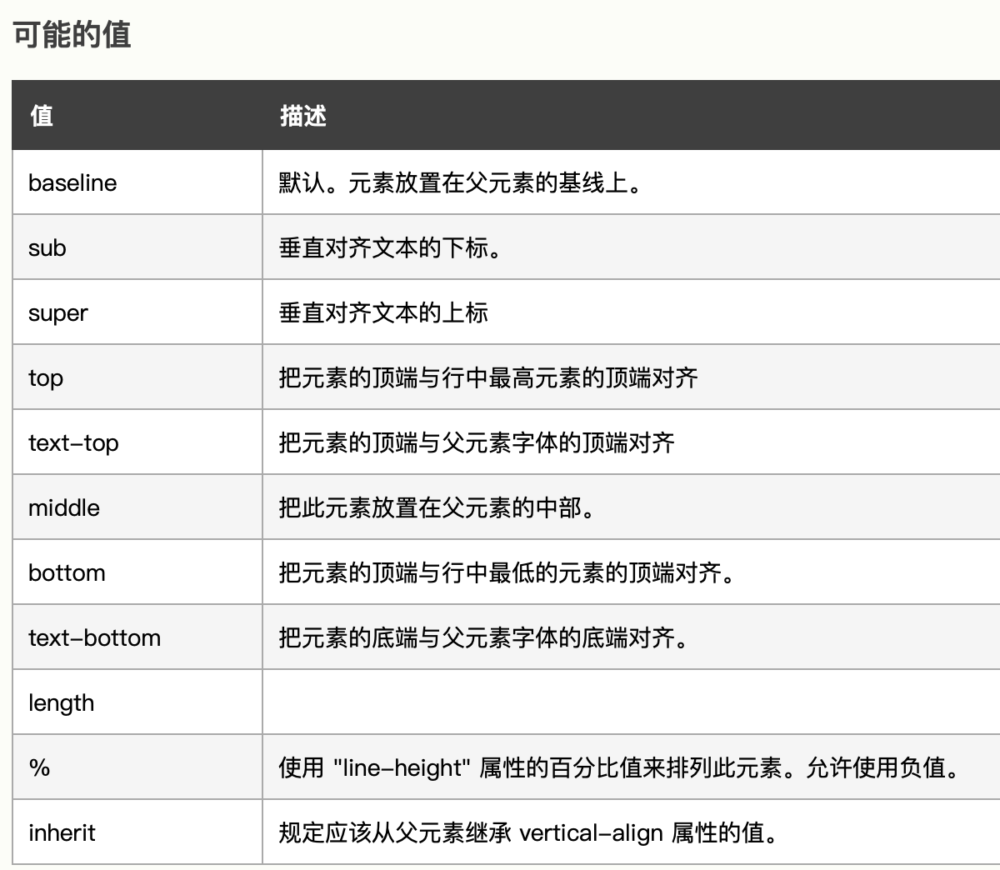 可能的值
值 描述
baseline 默认。元素放置在父元素的基线上。
sub 垂直对齐文本的下标。
super 垂直对齐文本的上标
top 把元素的顶端与行中最高元素的顶端对齐
text-top 把元素的顶端与父元素字体的顶端对齐
middle 把此元素放置在父元素的中部。
bottom 把元素的顶端与行中最低的元素的顶端对齐。
text-bottom 把元素的底端与父元素字体的底端对齐。
length
% 使用 "line-height" 属性的百分比值来排列此元素。允许使用负值。
inherit 规定应该从父元素继承 vertical-align 属性的值。